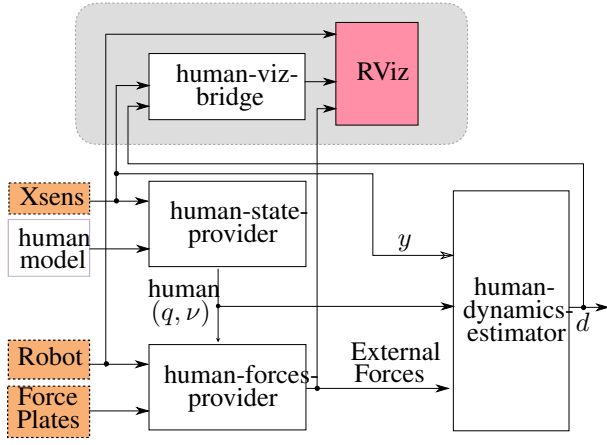 human-viz-
bridge
RViz
Xsens
human
model
human-state-
provider
y
human
(q, ν)
human-
dynamics-
estimator
d
Robot
Force
Plates
human-forces-
provider
External
Forces